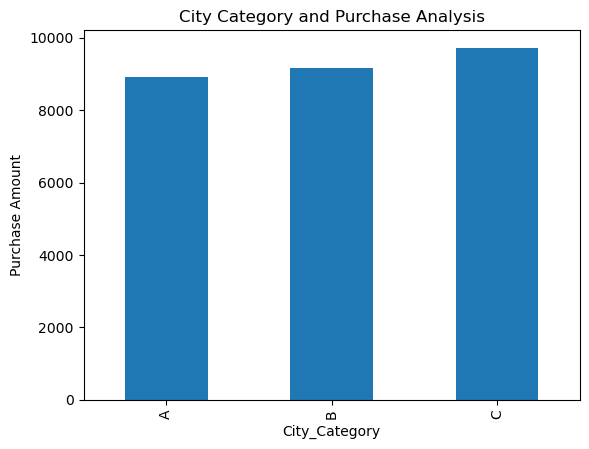 City Category and Purchase Analysis
10000
8000
6000
4000
2000
0
Purchase Amount
A
B
C
City_Category